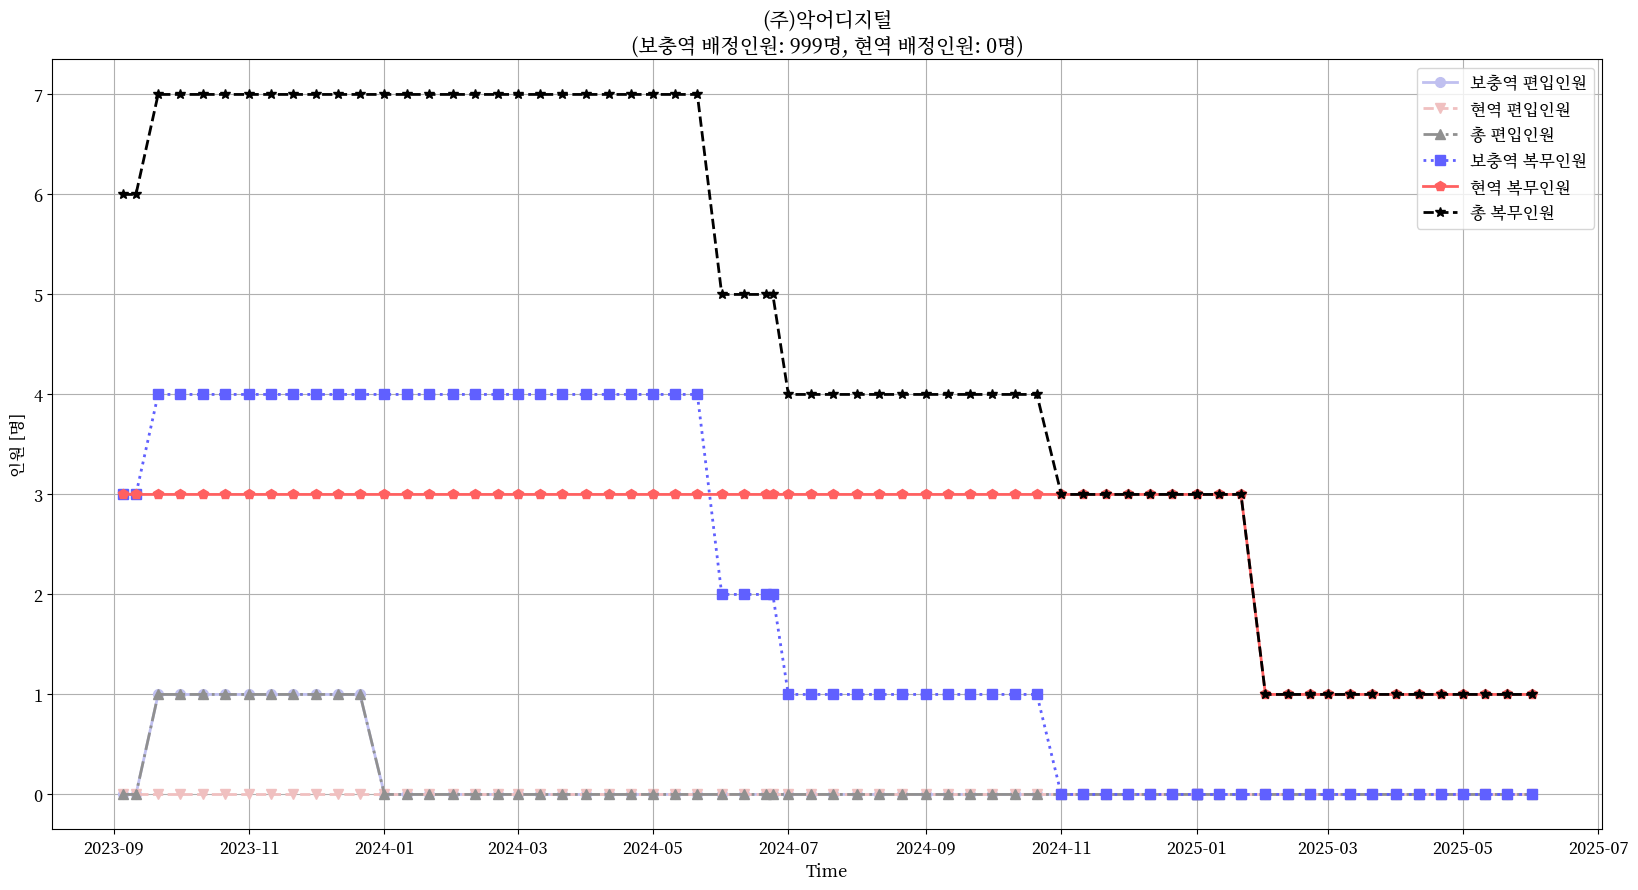 (주)악어디지털
(보충역 배정인원: 999명, 현역 배정인원: 0명)
보충역 편입인원
현역 편입인원
총 편입인원
보충역 복무인원
현역 복무인원
총 복무인원
인원 [명]
7
6
5
4
3
2
1
0
2023-09
2023-11
2024-01
2024-03
2024-05
2024-07
2024-09
2024-11
2025-01
2025-03
2025-05
2025-07
Time